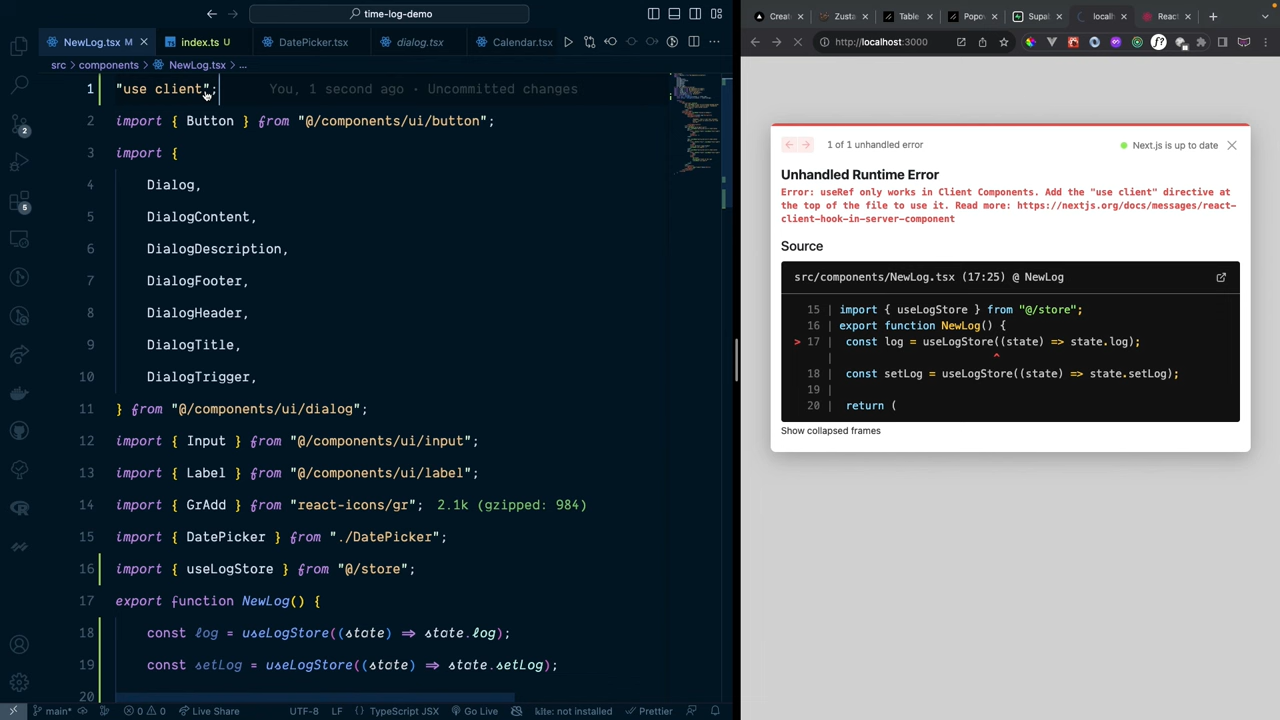 time-log-demo
NewLog.tsx M
index.ts U
DatePicker.tsx
dialog.tsx
Calendar.tsx
src > components > NewLog.tsx > ...
1 "use client"; You, 1 second ago • Uncommitted changes
2 import { Button } from "@/components/ui/button";
3 import {
4 Dialog,
5 DialogContent,
6 DialogDescription,
7 DialogFooter,
8 DialogHeader,
9 DialogTitle,
10 DialogTrigger,
11 } from "@/components/ui/dialog";
12 import { Input } from "@/components/ui/input";
13 import { Label } from "@/components/ui/label";
14 import { GrAdd } from "react-icons/gr"; 2.1k (gzipped: 984)
15 import { DatePicker } from "./DatePicker";
16 import { useLogStore } from "@/store";
17 export function NewLog() {
18 const log = useLogStore((state) => state.log);
19 const setLog = useLogStore((state) => state.setLog);
20
2
5
main*
0 0
Live Share
UTF-8
LF
{} TypeScript JSX
Go Live
kite: not installed
Prettier
Create
Zusta
Table
Popov
Supal
localh
React
http://localhost:3000
1 of 1 unhandled error
Next.js is up to date
Unhandled Runtime Error
Error: useRef only works in Client Components. Add the "use client" directive at
the top of the file to use it. Read more: https://nextjs.org/docs/messages/react-
client-hook-in-server-component
Source
src/components/NewLog.tsx (17:25) @ NewLog
15 | import { useLogStore } from "@/store";
16 | export function NewLog() {
> 17 | const log = useLogStore((state) => state.log);
| ^
18 | const setLog = useLogStore((state) => state.setLog);
19 |
20 | return (
Show collapsed frames